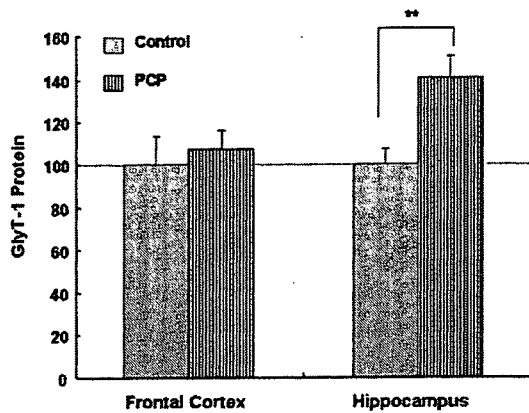 160
140
120
100
80
60
40
20
0
GlyT-1 Protein
Control
PCP
**
Frontal Cortex
Hippocampus